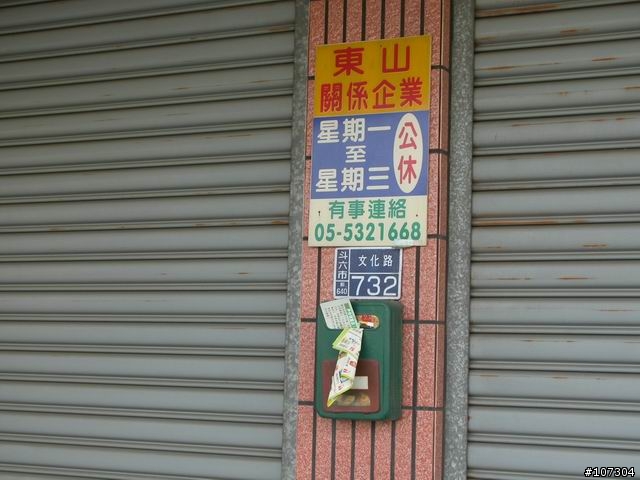 東山
關係企業
星期一
至
星期三
公休
有事連絡
05-5321668
斗六市
文化路
640
732
#107304